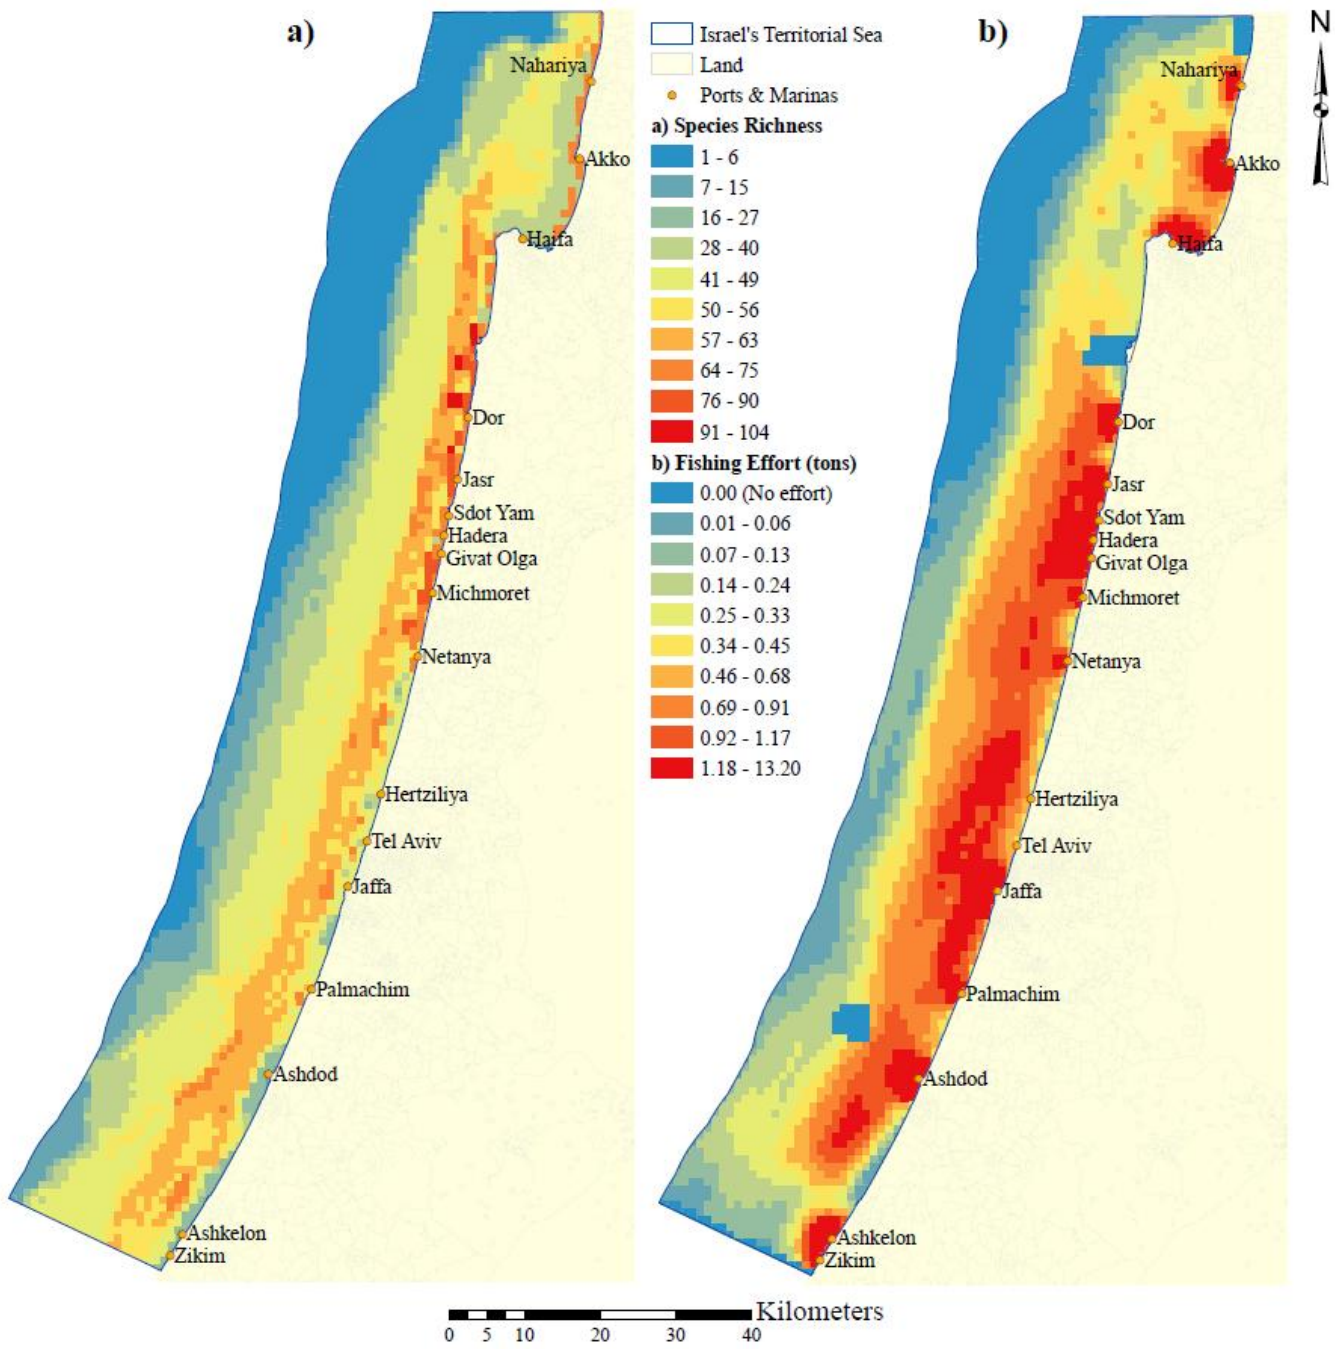 a)
Nahariya
Akko
Haifa
Dor
Jasr
Sdot Yam
Hadera
Givat Olga
Michmoret
Netanya
Hertziliya
Tel Aviv
Jaffa
Palmachim
Ashdod
Ashkelon
Zikim
Israel's Territorial Sea
Land
Ports & Marinas
a) Species Richness
1 - 6
7 - 15
16 - 27
28 - 40
41 - 49
50 - 56
57 - 63
64 - 75
76 - 90
91 - 104
b) Fishing Effort (tons)
0.00 (No effort)
0.01 - 0.06
0.07 - 0.13
0.14 - 0.24
0.25 - 0.33
0.34 - 0.45
0.46 - 0.68
0.69 - 0.91
0.92 - 1.17
1.18 - 13.20
b)
N
Nahariya
Akko
Haifa
Dor
Jasr
Sdot Yam
Hadera
Givat Olga
Michmoret
Netanya
Hertziliya
Tel Aviv
Jaffa
Palmachim
Ashdod
Ashkelon
Zikim
Kilometers
0 5 10 20 30 40